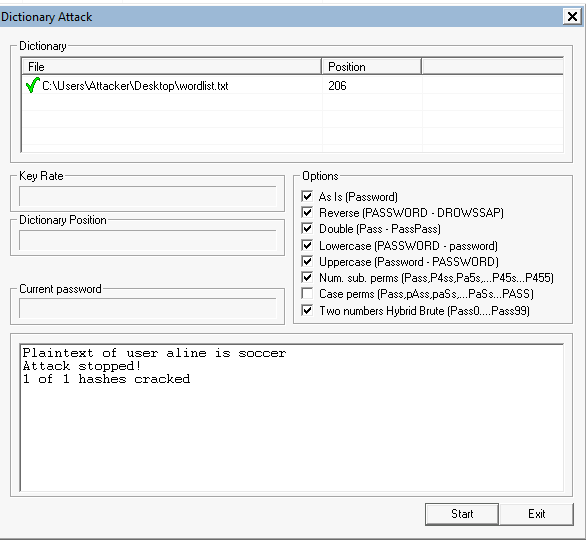 Dictionary Attack
Dictionary
File Position
C:\Users\Attacker\Desktop\wordlist.txt 206
Key Rate
Dictionary Position
Current password
Options
As Is (Password)
Reverse (PASSWORD - DROWSSAP)
Double (Pass - PassPass)
Lowercase (PASSWORD - password)
Uppercase (Password - PASSWORD)
Num. sub. perms (Pass,P4ss,Pa5s,...P45s...P455)
Case perms (Pass,pAss,paSs,...PaSs...PASS)
Two numbers Hybrid Brute (Pass0....Pass99)
Plaintext of user aline is soccer
Attack stopped!
1 of 1 hashes cracked
Start Exit